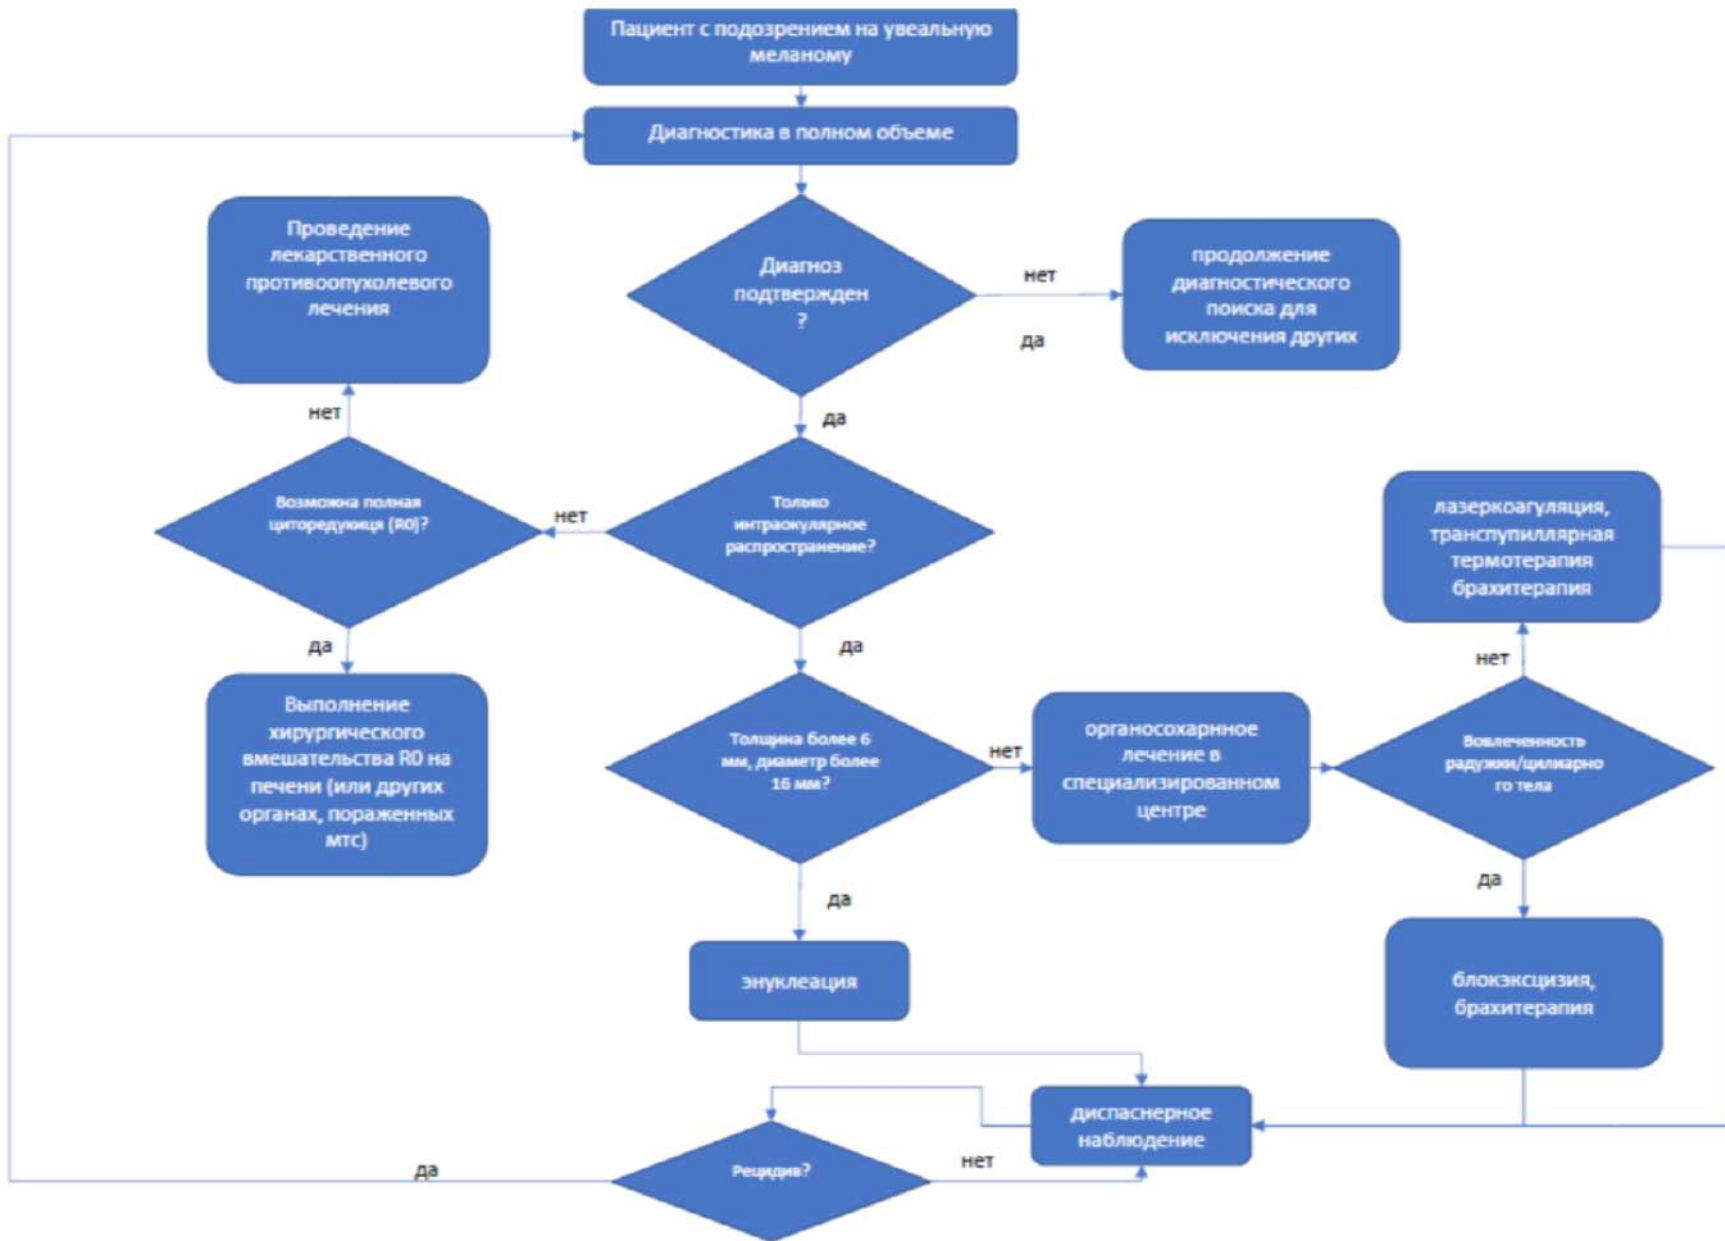 Пациент с подозрением на увеальную
меланому
Диагностика в полном объеме
Диагноз
подтвержден
?
нет
да
продолжение
диагностического
поиска для
исключения других
да
Проведение
лекарственного
противоопухолевого
лечения
нет
Возможна полная
циторедукиця (R0)?
нет
Только
интраокулярное
распространение?
да
Выполнение
хирургического
вмешательства R0 на
печени (или других
органах, пораженных
мтс)
да
Толщина более 6
мм, диаметр более
16 мм?
нет
органосохарнное
лечение в
специализированном
центре
лазеркоагуляция,
транспупиллярная
термотерапия
брахитерапия
нет
Вовлеченность
радужки/цилиарно
го тела
да
блокэксцизия,
брахитерапия
да
энуклеация
диспаснерное
наблюдение
Рецидив?
нет
да